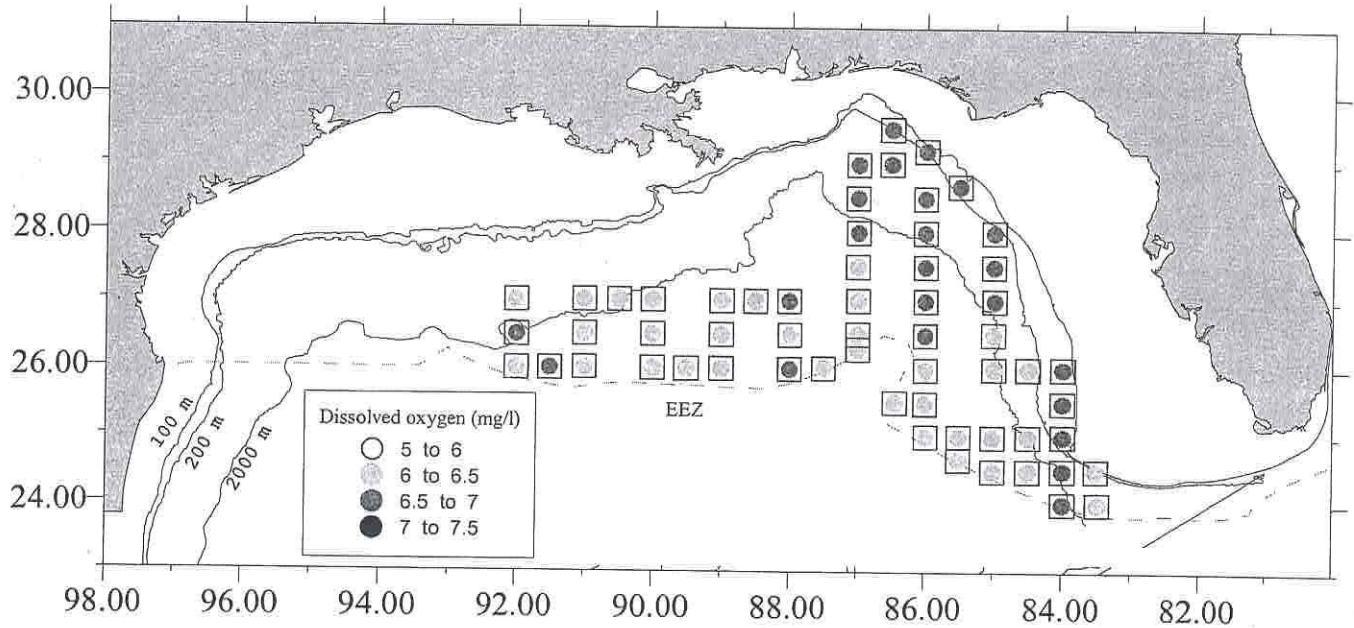 30.00
28.00
26.00
24.00
100 m
200 m
2000 m
EEZ
Dissolved oxygen (mg/l)
5 to 6
6 to 6.5
6.5 to 7
7 to 7.5
98.00 96.00 94.00 92.00 90.00 88.00 86.00 84.00 82.00